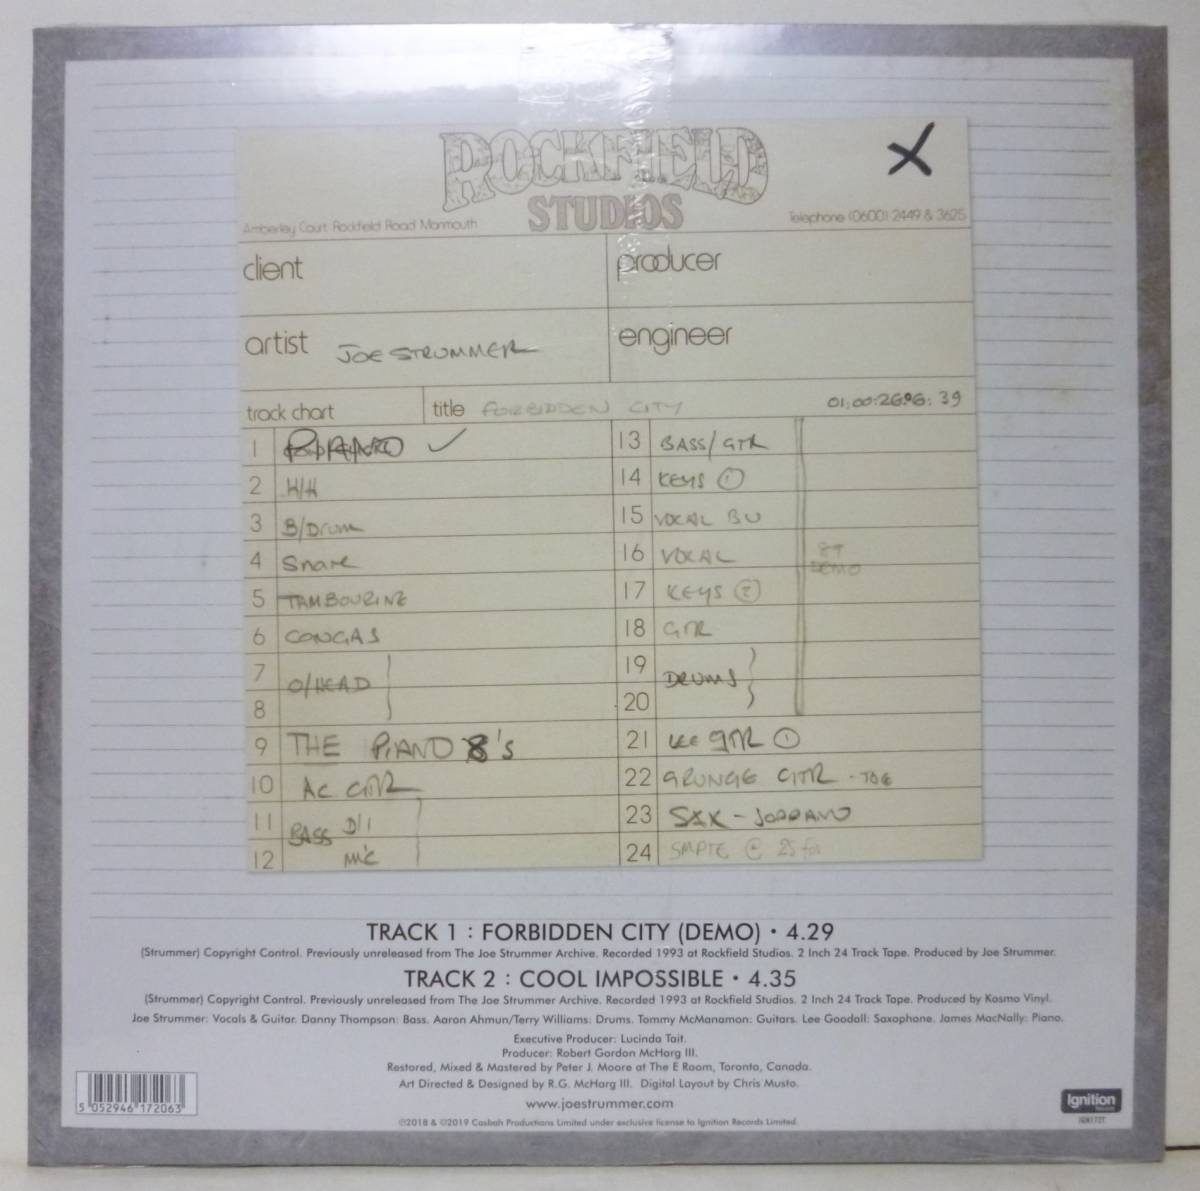 ROCKFIELD
STUDIOS
Amberley Court Rockfield Road Monmouth
Telephone (0600) 2449 & 3625
client
producer
artist JOE STRUMMER
engineer
track chart
title FORBIDDEN CITY
1 PIANO ✓
2 H/H
3 B/DRUM
4 Snare
5 TAMBOURINE
6 CONGAS
7
O/HEAD
8
9 THE PIANO 8's
10 AC GTR
11
BASS D/I
MIC
12
13 BASS/GTR
14 KEYS ①
15 VOCAL BU
16 VOCAL
8T
DEMO
17 KEYS ②
18 GTR
19
DRUMS
20
21 GTR ①
22 GRUNGE GTR - JOE
23 SAX -
24 SMPTE @ 25
TRACK 1 : FORBIDDEN CITY (DEMO) • 4.29
(Strummer) Copyright Control. Previously unreleased from The Joe Strummer Archive. Recorded 1993 at Rockfield Studios. 2 Inch 24 Track Tape. Produced by Joe Strummer.
TRACK 2 : COOL IMPOSSIBLE • 4.35
(Strummer) Copyright Control. Previously unreleased from The Joe Strummer Archive. Recorded 1993 at Rockfield Studios. 2 Inch 24 Track Tape. Produced by Kosmo Vinyl.
Joe Strummer: Vocals & Guitar. Danny Thompson: Bass. Aaron Ahmun/Terry Williams: Drums. Tommy McManamon: Guitars. Lee Goodall: Saxophone. James MacNally: Piano.
Executive Producer: Lucinda Tait.
Producer: Robert Gordon McHarg III.
Restored, Mixed & Mastered by Peter J. Moore at The E Room, Toronto, Canada.
Art Directed & Designed by R.G. McHarg III. Digital Layout by Chris Musto.
www.joestrummer.com
℗2018 & ©2019 Casbah Productions Limited under exclusive license to Ignition Records Limited.
5 052946 172063
Ignition
Records